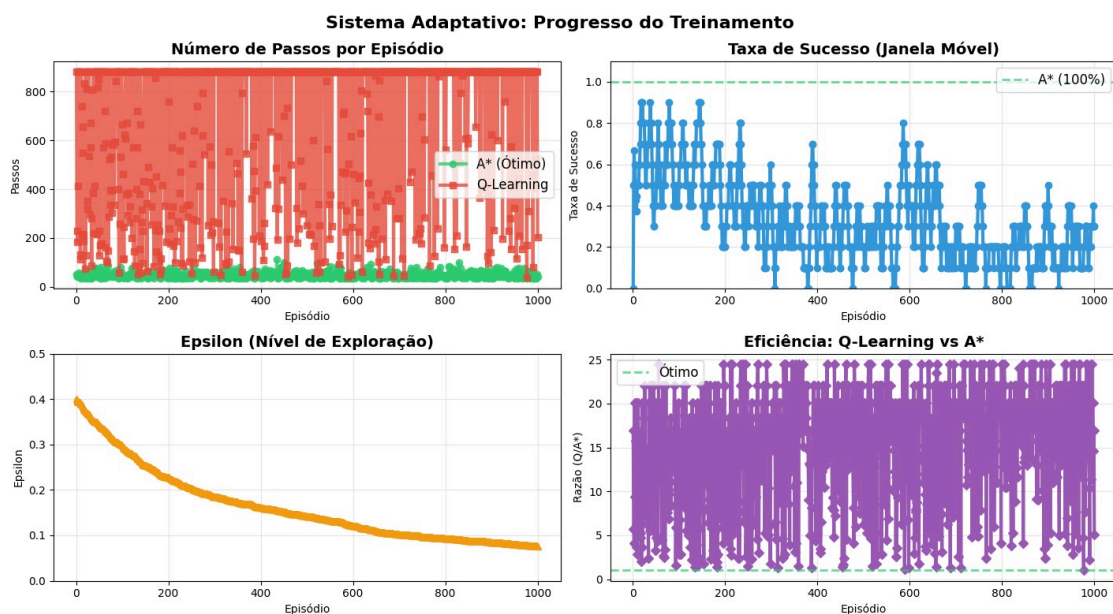 Sistema Adaptativo: Progresso do Treinamento
Número de Passos por Episódio
Passos
800
600
400
200
0
A* (Ótimo)
Q-Learning
0 200 400 600 800 1000
Episódio
Taxa de Sucesso (Janela Móvel)
Taxa de Sucesso
1.0
0.8
0.6
0.4
0.2
0.0
A* (100%)
0 200 400 600 800 1000
Episódio
Epsilon (Nível de Exploração)
Epsilon
0.5
0.4
0.3
0.2
0.1
0.0
0 200 400 600 800 1000
Episódio
Eficiência: Q-Learning vs A*
Razão (Q/A*)
25
20
15
10
5
0
Ótimo
0 200 400 600 800 1000
Episódio